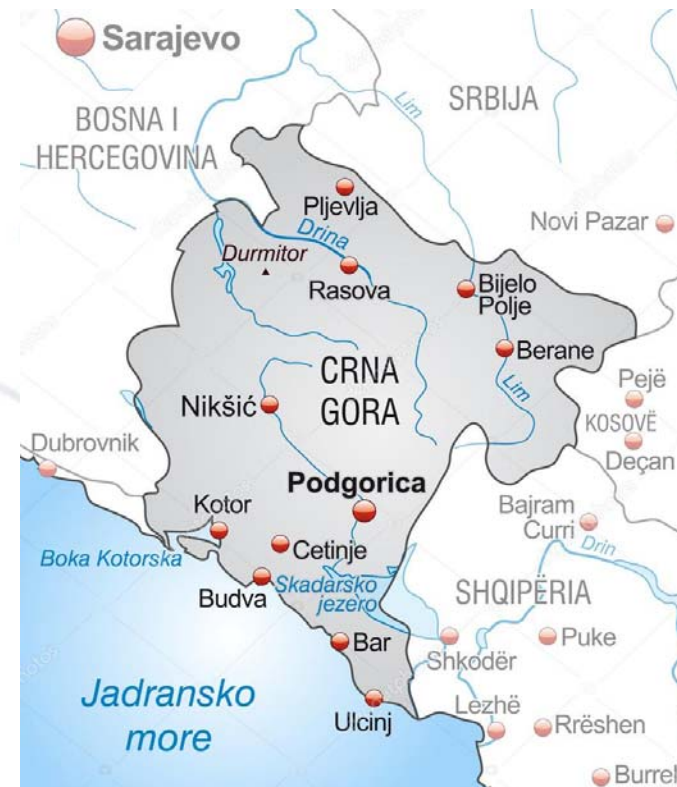 Sarajevo
BOSNA I
HERCEGOVINA
Lim
SRBIJA
Pljevlja
Novi Pazar
Drina
Durmitor
Rasova
Bijelo
Polje
Berane
CRNA
GORA
Lim
Pejë
KOSOVË
Deçan
Nikšić
Dubrovnik
Podgorica
Kotor
Bajram
Curri
Drin
Boka Kotorska
Cetinje
Budva
Skadarsko
jezero
SHQIPËRIA
Bar
Shkodër
Puke
Jadransko
more
Ulcinj
Lezhë
Rrëshen
Burrel